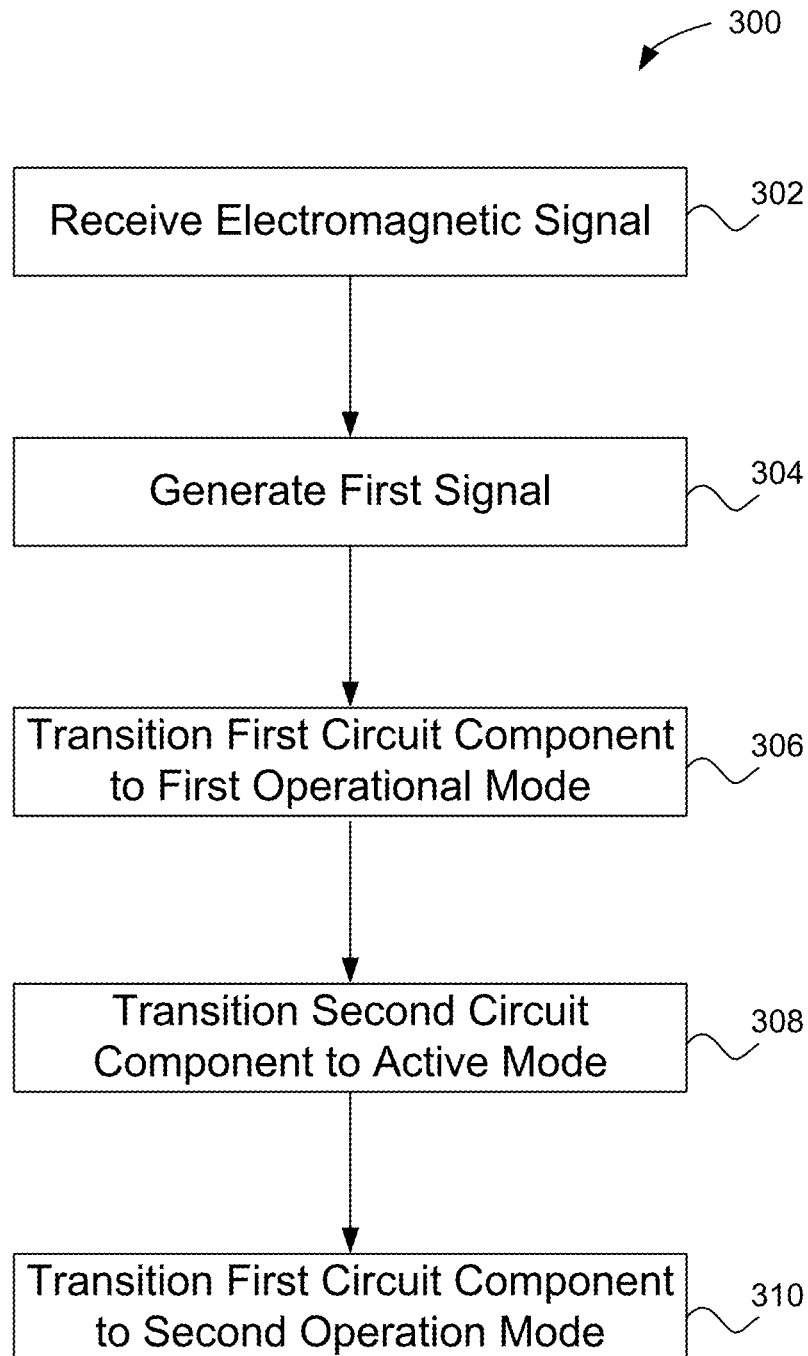 300
Receive Electromagnetic Signal
302
Generate First Signal
304
Transition First Circuit Component
to First Operational Mode
306
Transition Second Circuit
Component to Active Mode
308
Transition First Circuit Component
to Second Operation Mode
310